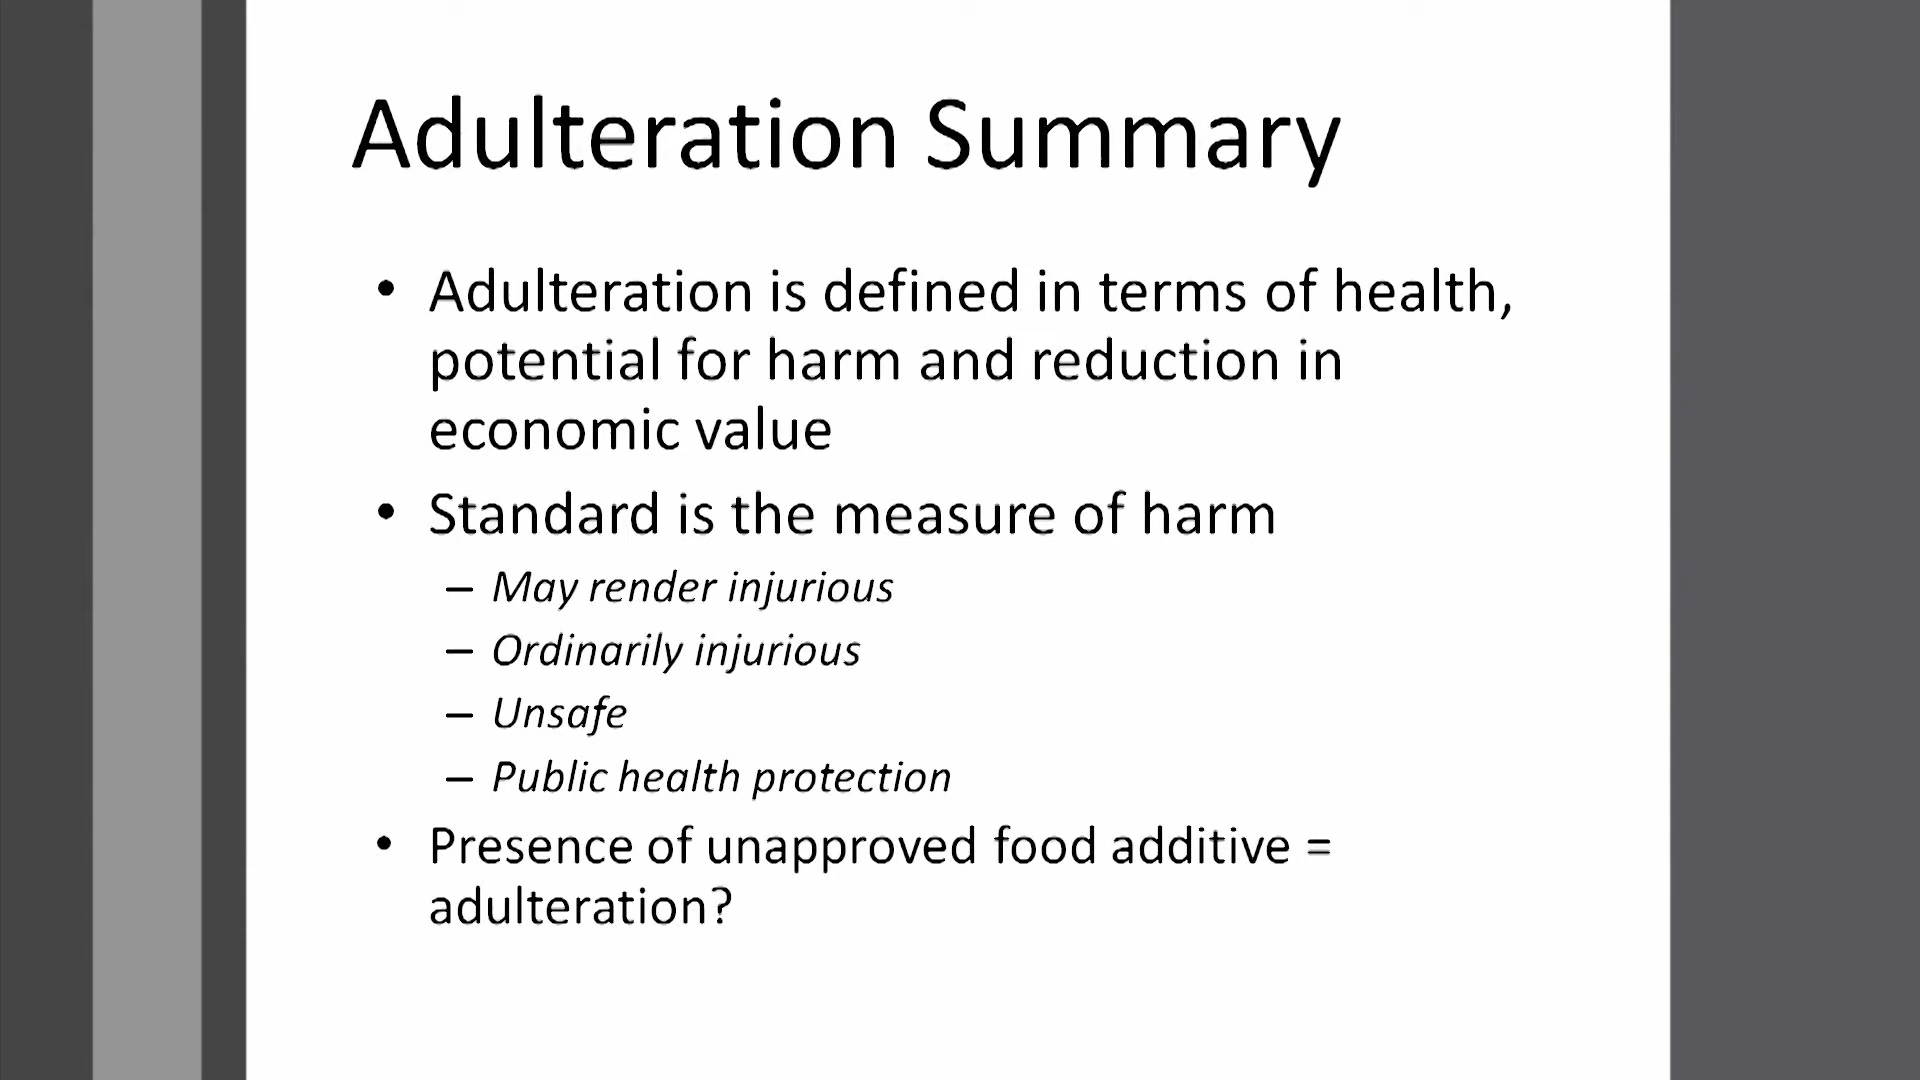 Adulteration Summary
• Adulteration is defined in terms of health,
potential for harm and reduction in
economic value
• Standard is the measure of harm
– May render injurious
– Ordinarily injurious
– Unsafe
– Public health protection
• Presence of unapproved food additive =
adulteration?